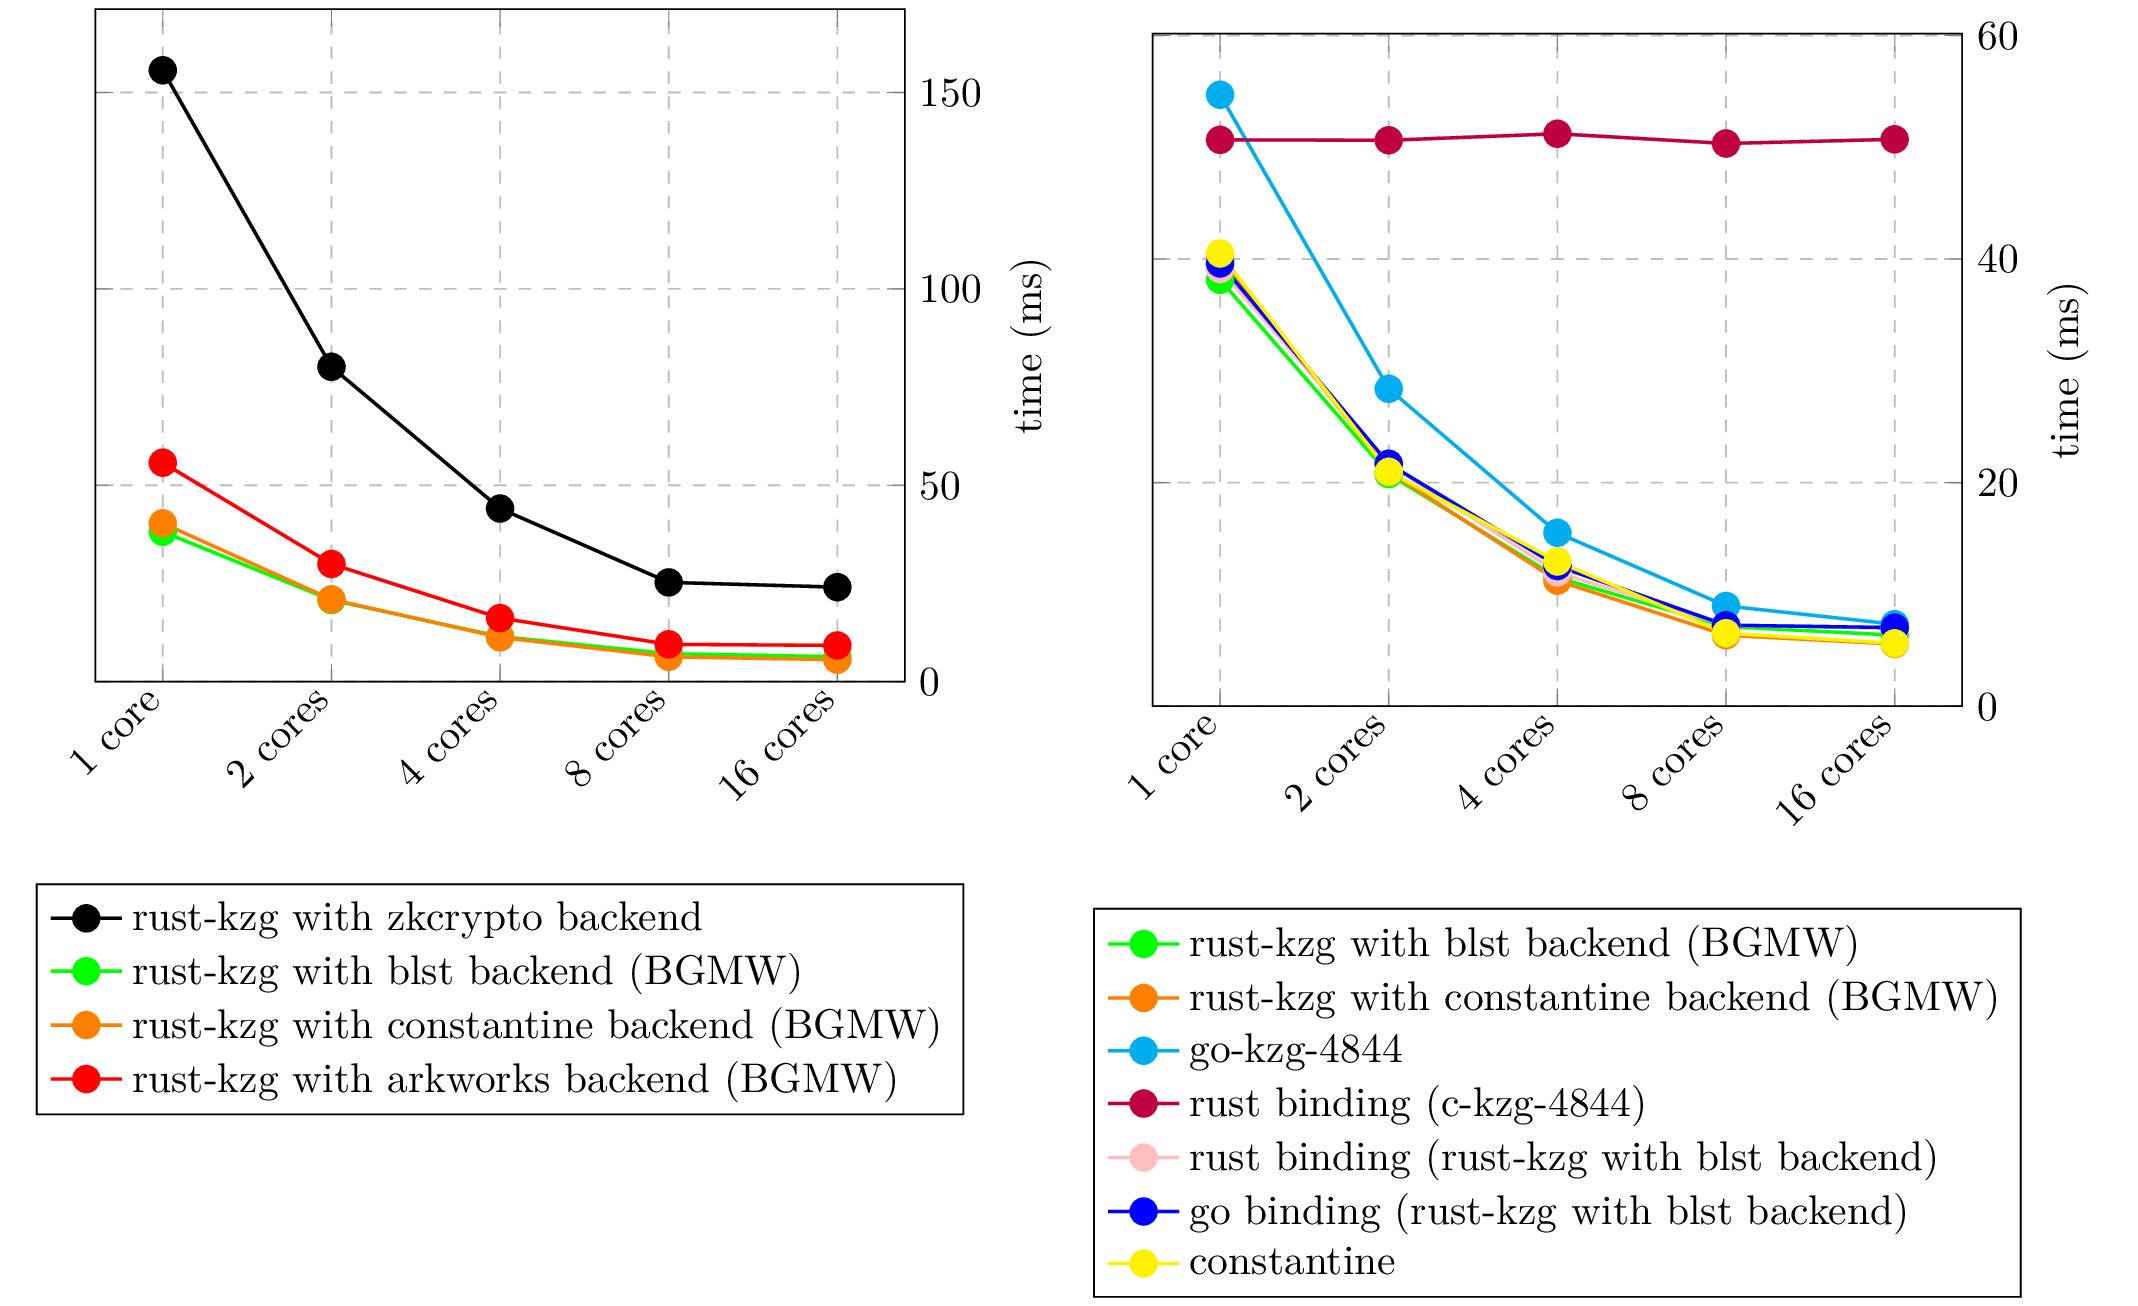 150
100
50
0
time (ms)
1 core
2 cores
4 cores
8 cores
16 cores
rust-kzg with zkcrypto backend
rust-kzg with blst backend (BGMW)
rust-kzg with constantine backend (BGMW)
rust-kzg with arkworks backend (BGMW)
60
40
20
0
time (ms)
1 core
2 cores
4 cores
8 cores
16 cores
rust-kzg with blst backend (BGMW)
rust-kzg with constantine backend (BGMW)
go-kzg-4844
rust binding (c-kzg-4844)
rust binding (rust-kzg with blst backend)
go binding (rust-kzg with blst backend)
constantine